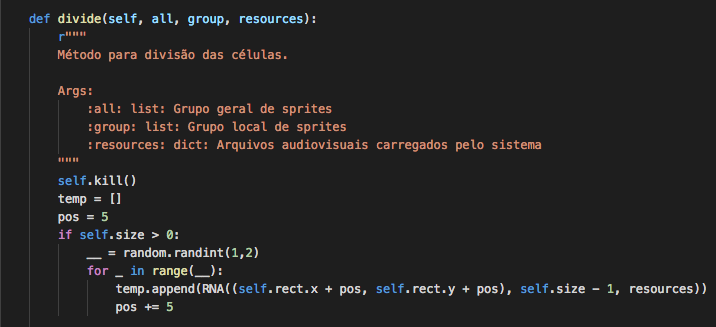 def divide(self, all, group, resources):
    r"""
    Método para divisão das células.

    Args:
        :all: list: Grupo geral de sprites
        :group: list: Grupo local de sprites
        :resources: dict: Arquivos audiovisuais carregados pelo sistema
    """
    self.kill()
    temp = []
    pos = 5
    if self.size > 0:
        __ = random.randint(1,2)
        for _ in range(__):
            temp.append(RNA((self.rect.x + pos, self.rect.y + pos), self.size - 1, resources))
            pos += 5